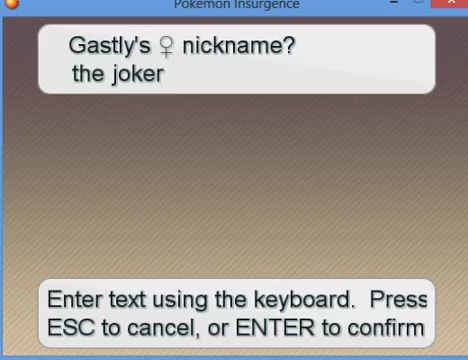 Pokemon Insurgence
Gastly's ♀ nickname?
the joker
Enter text using the keyboard. Press
ESC to cancel, or ENTER to confirm